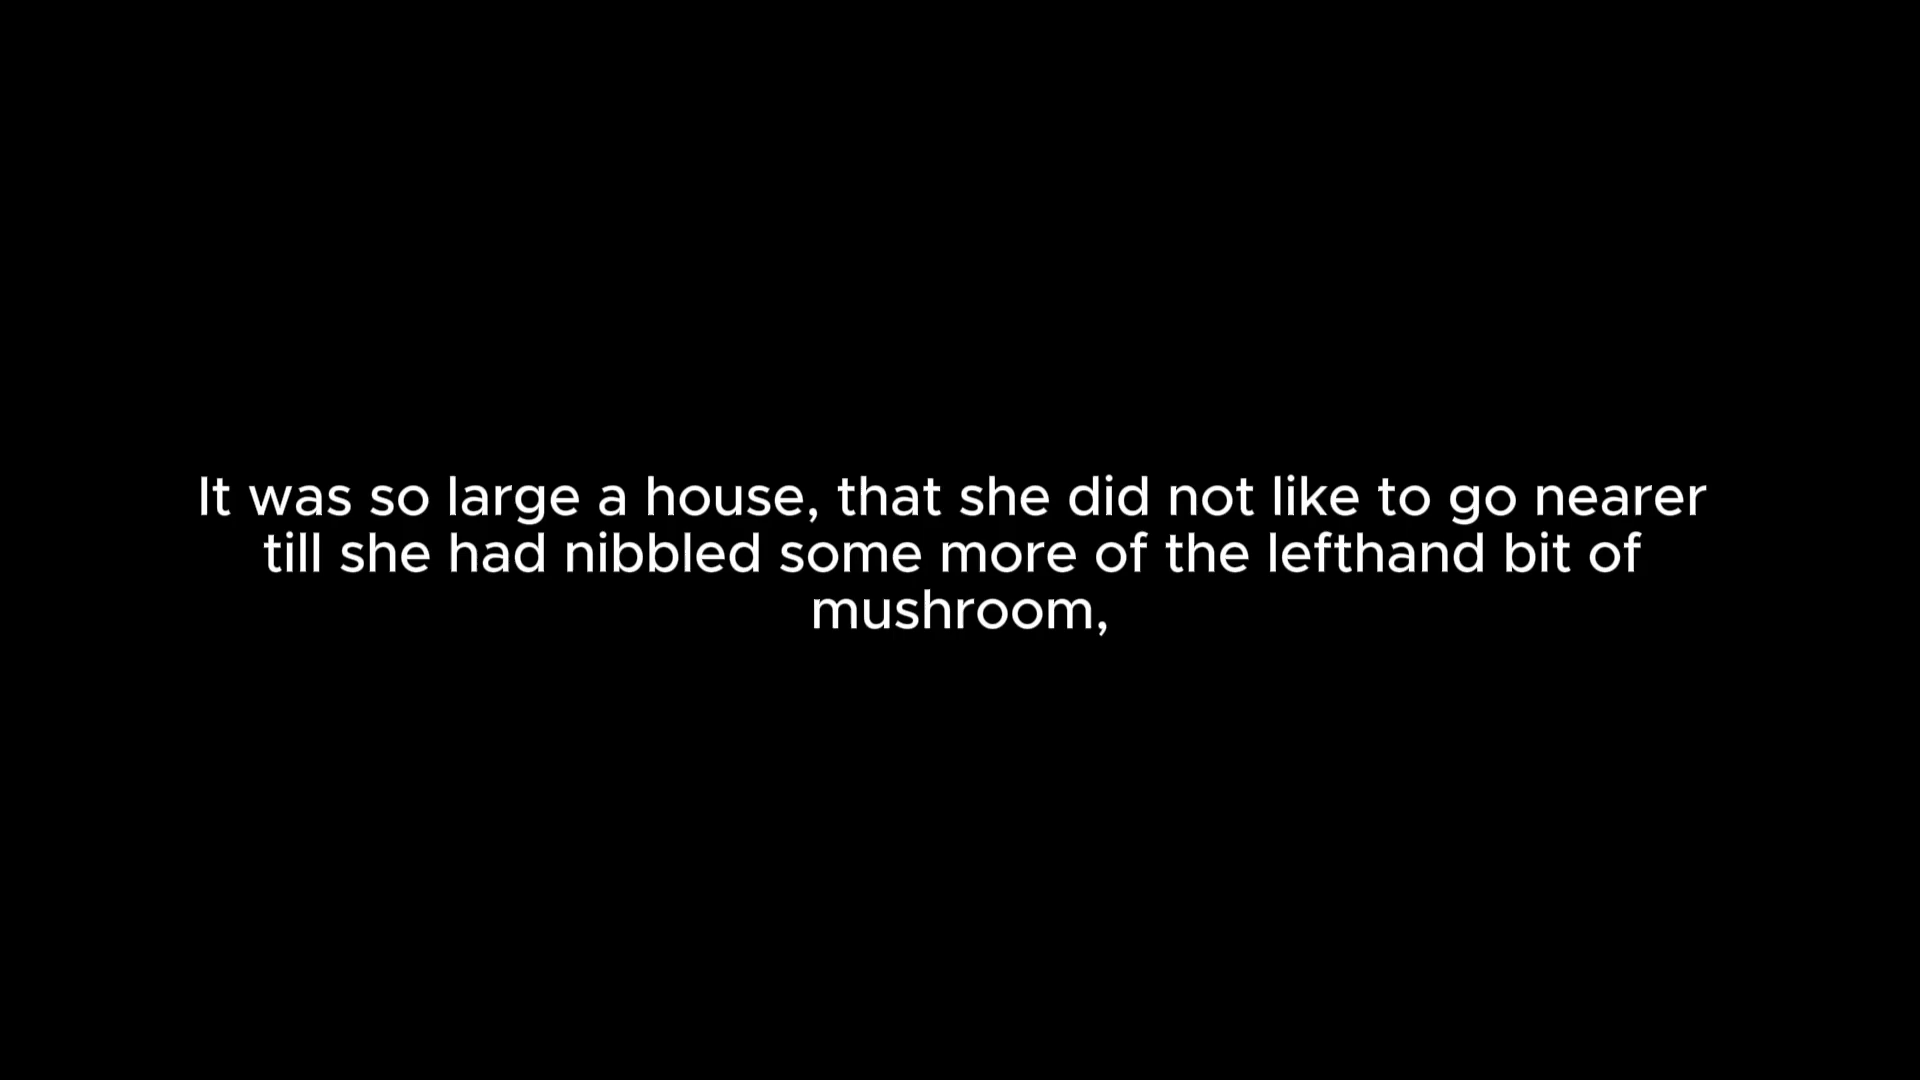 It was so large a house, that she did not like to go nearer
till she had nibbled some more of the lefthand bit of
mushroom,